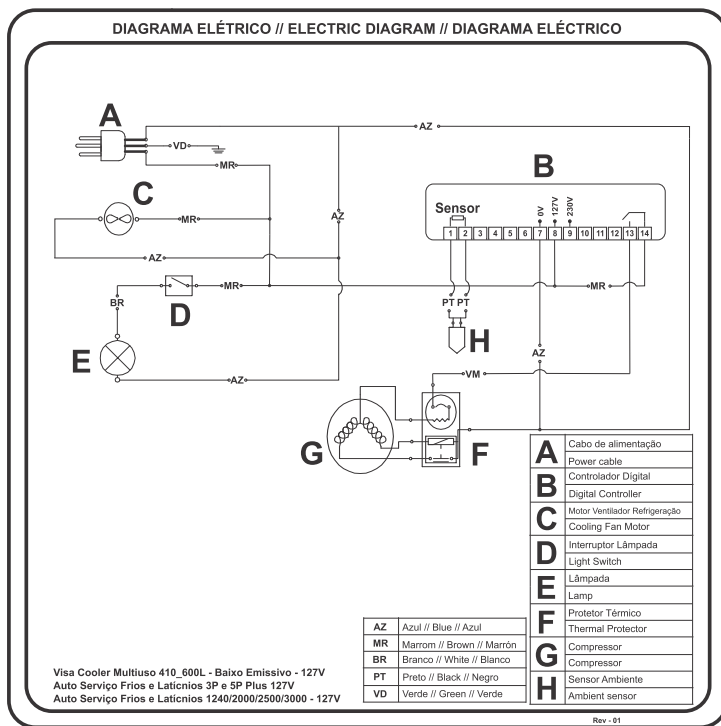 DIAGRAMA ELÉTRICO // ELECTRIC DIAGRAM // DIAGRAMA ELÉCTRICO
A
AZ
VD
MR
B
C
MR
Sensor
0V
127V
230V
1 2 3 4 5 6 7 8 9 10 11 12 13 14
AZ
AZ
D
MR
MR
BR
PT PT
H
E
AZ
AZ
VM
G
F
A Cabo de alimentação
Power cable
B Controlador Digital
Digital Controller
C Motor Ventilador Refrigeração
Cooling Fan Motor
D Interruptor Lâmpada
Light Switch
E Lâmpada
Lamp
F Protetor Térmico
Thermal Protector
G Compressor
Compressor
H Sensor Ambiente
Ambient sensor
AZ Azul // Blue // Azul
MR Marrom // Brown // Marrón
BR Branco // White // Blanco
PT Preto // Black // Negro
VD Verde // Green // Verde
Visa Cooler Multiuso 410_600L - Baixo Emissivo - 127V
Auto Serviço Frios e Laticínios 3P e 5P Plus 127V
Auto Serviço Frios e Laticínios 1240/2000/2500/3000 - 127V
Rev - 01